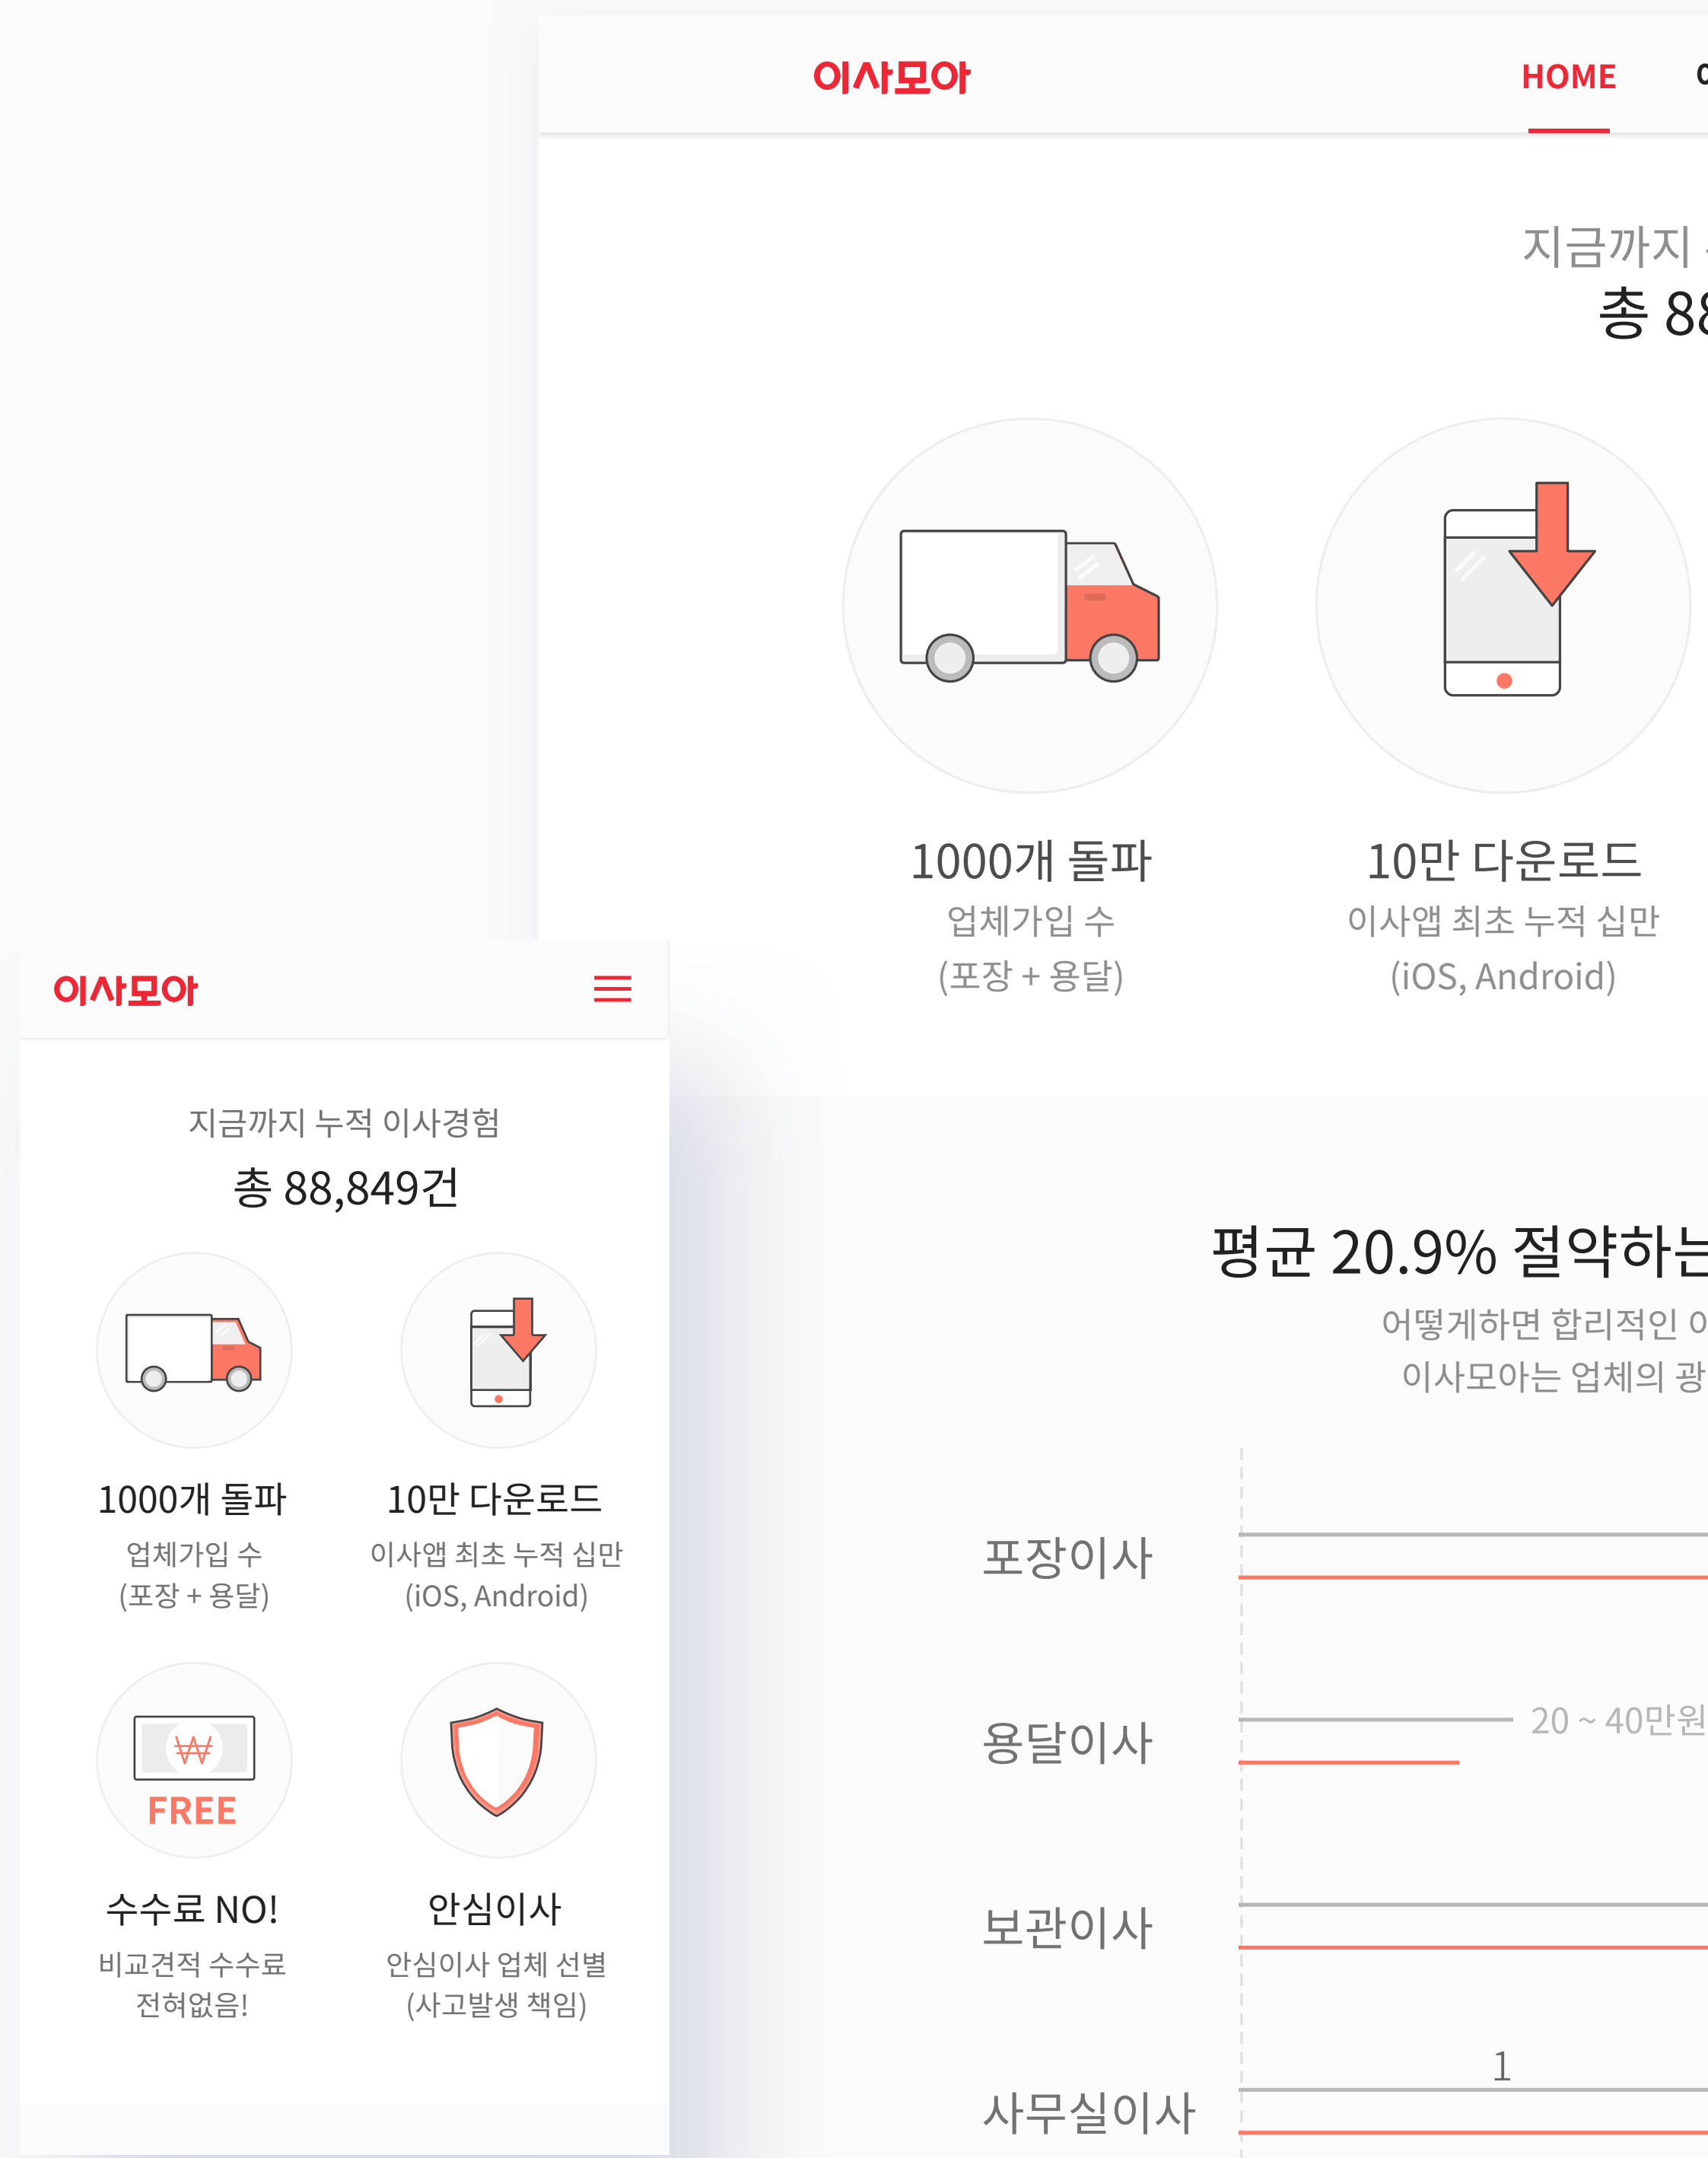 이사모아
HOME
지금까지
총 88
1000개 돌파
업체가입 수
(포장 + 용달)
10만 다운로드
이사앱 최초 누적 십만
(iOS, Android)
평균 20.9% 절약하는
어떻게하면 합리적인
이사모아는 업체의 광
포장이사
용달이사
20 ~ 40만원
보관이사
1
사무실이사
이사모아
지금까지 누적 이사경험
총 88,849건
1000개 돌파
업체가입 수
(포장 + 용달)
10만 다운로드
이사앱 최초 누적 십만
(iOS, Android)
₩
FREE
수수료 NO!
비교견적 수수료
전혀없음!
안심이사
안심이사 업체 선별
(사고발생 책임)